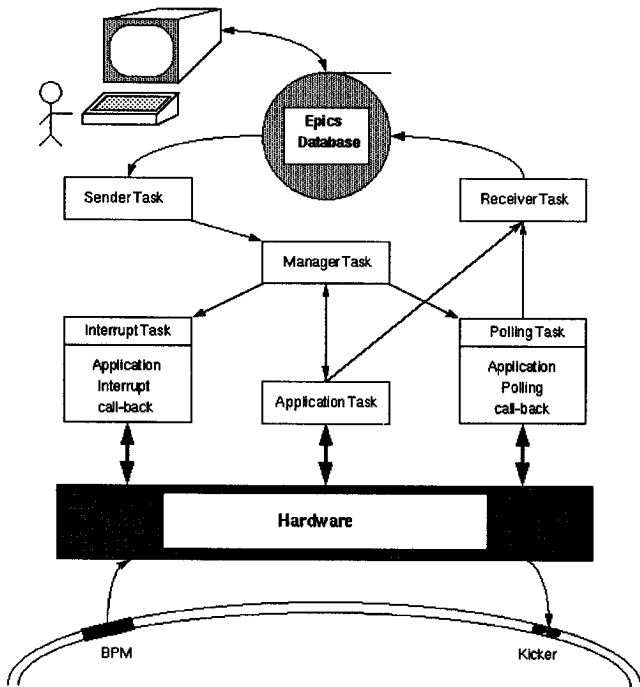 Epics
Database
Sender Task
Receiver Task
Manager Task
Interrupt Task
Application
Interrupt
call-back
Application Task
Polling Task
Application
Polling
call-back
Hardware
BPM
Kicker